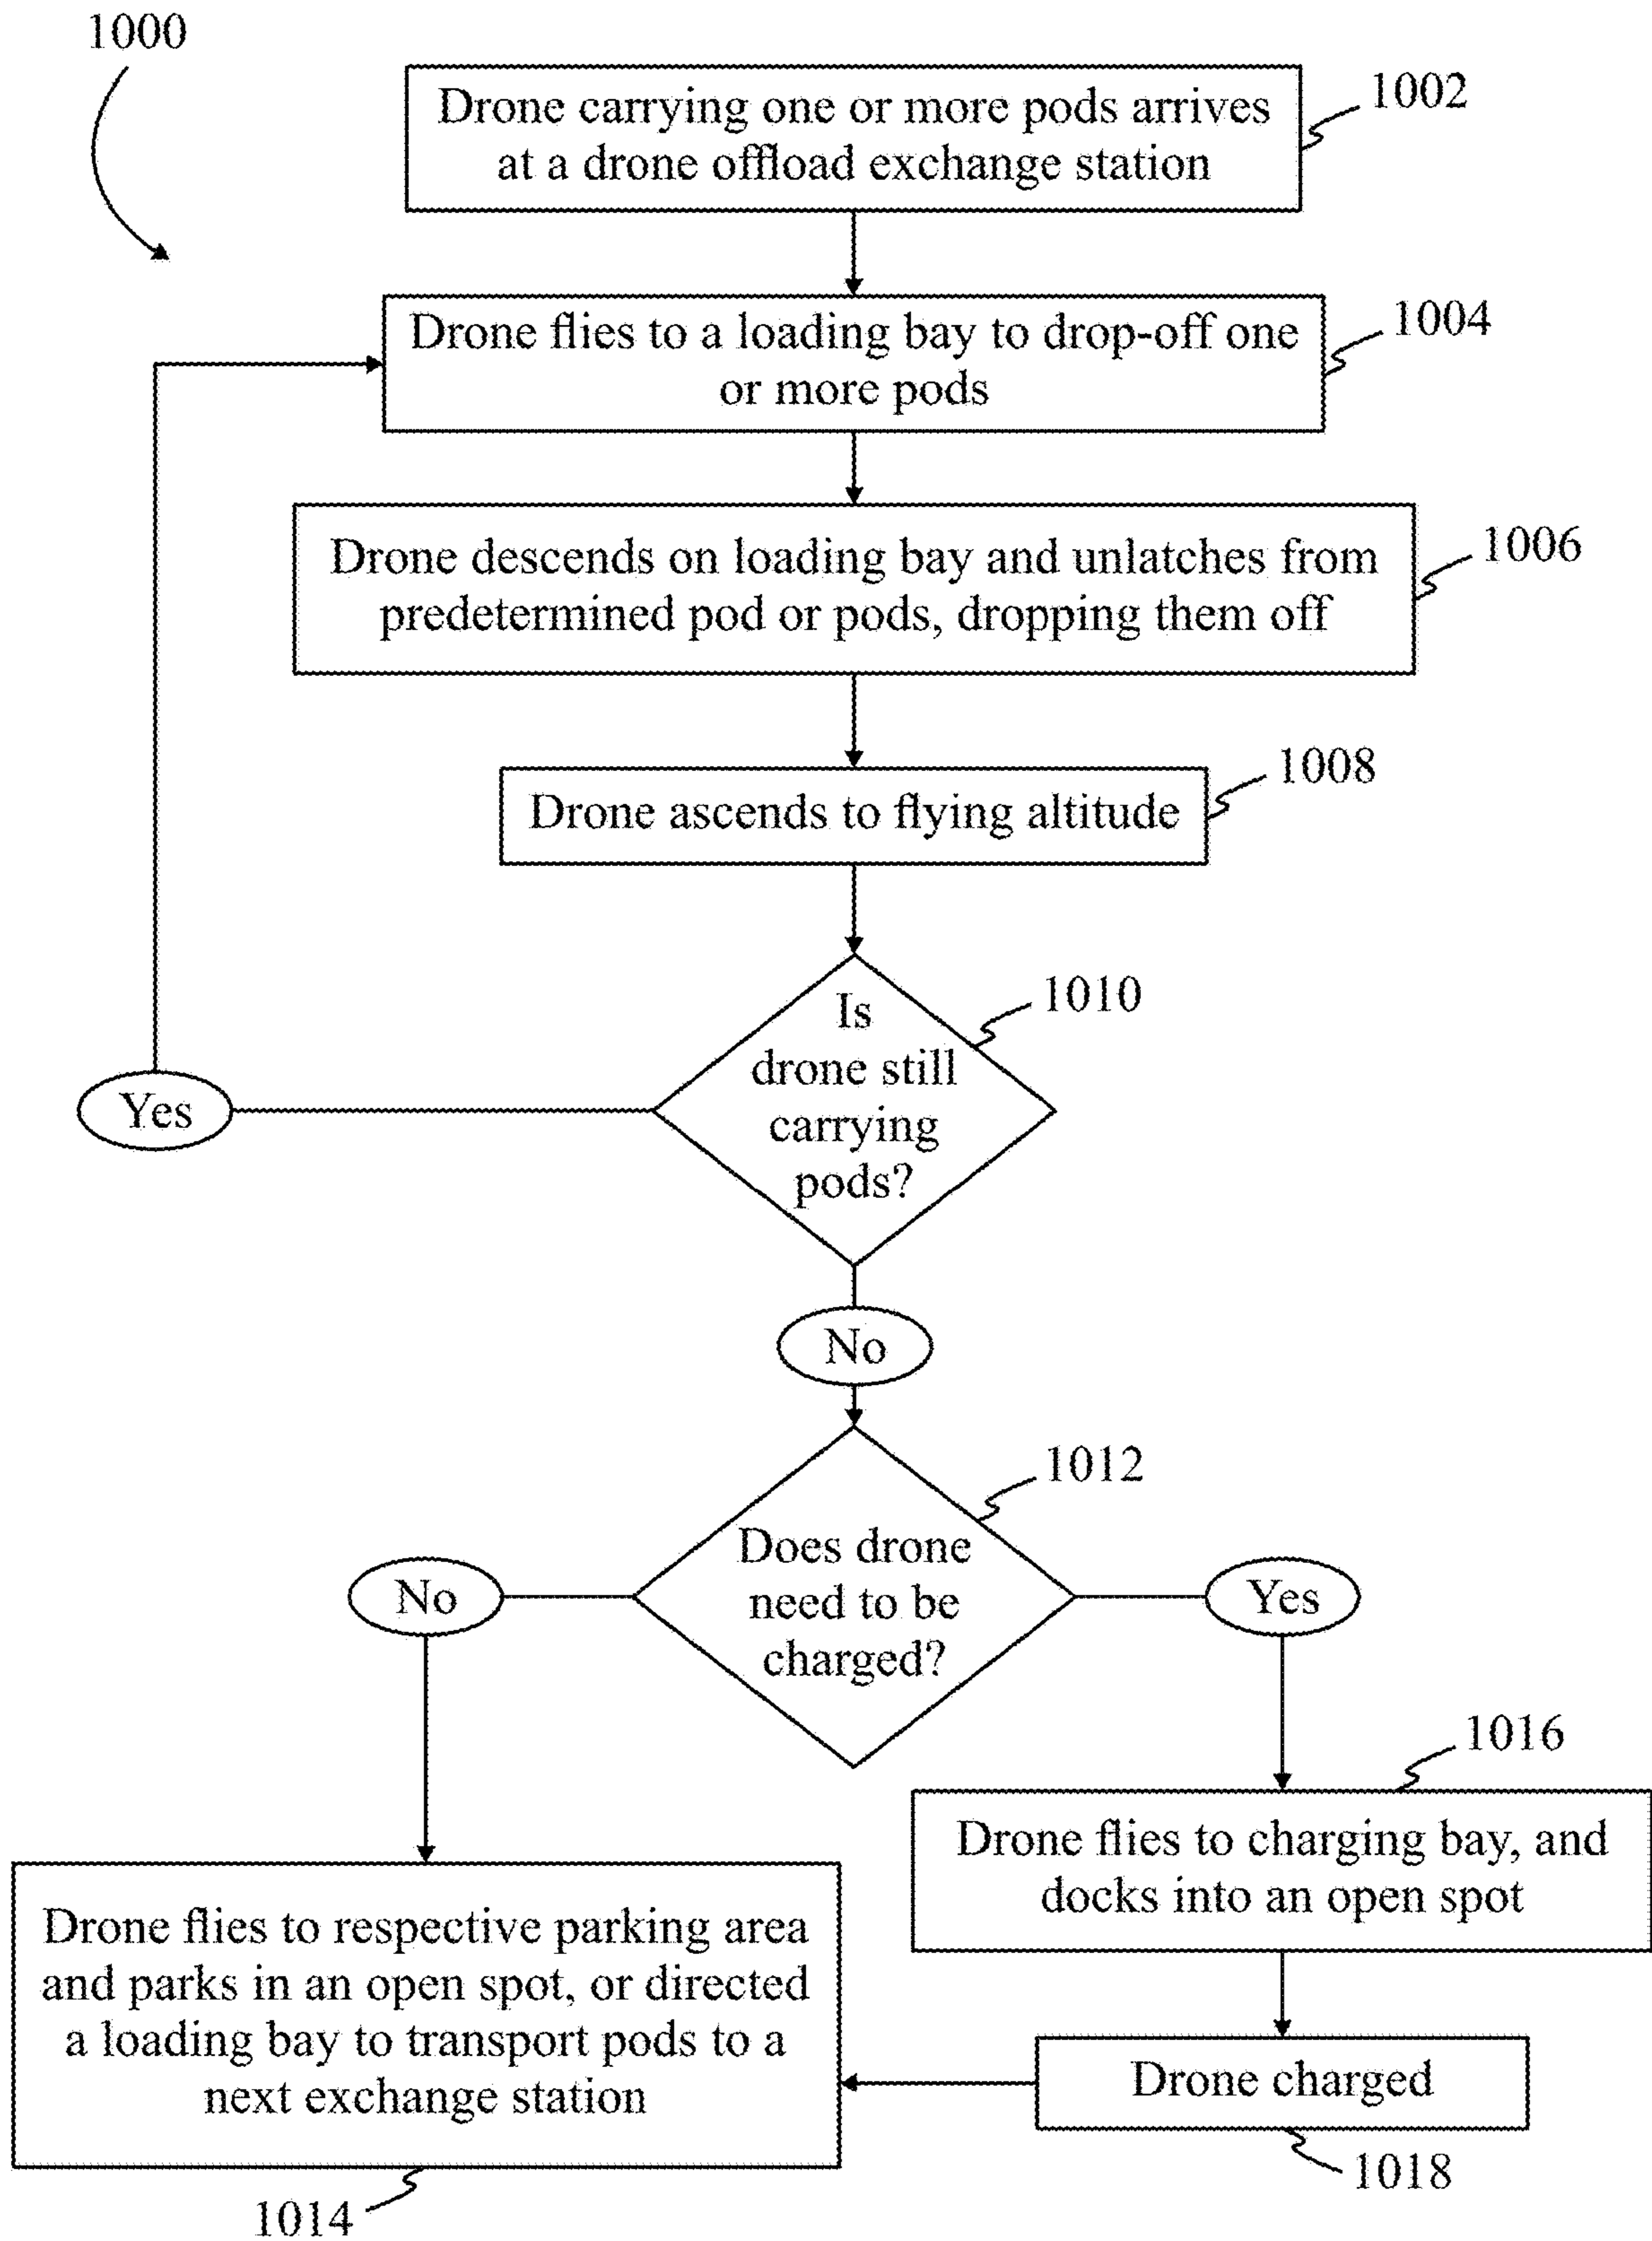 1000
Drone carrying one or more pods arrives
at a drone offload exchange station
1002
Drone flies to a loading bay to drop-off one
or more pods
1004
Drone descends on loading bay and unlatches from
predetermined pod or pods, dropping them off
1006
Drone ascends to flying altitude
1008
Is
drone still
carrying
pods?
1010
Yes
No
Does drone
need to be
charged?
1012
No
Yes
Drone flies to charging bay, and
docks into an open spot
1016
Drone flies to respective parking area
and parks in an open spot, or directed
a loading bay to transport pods to a
next exchange station
1014
Drone charged
1018